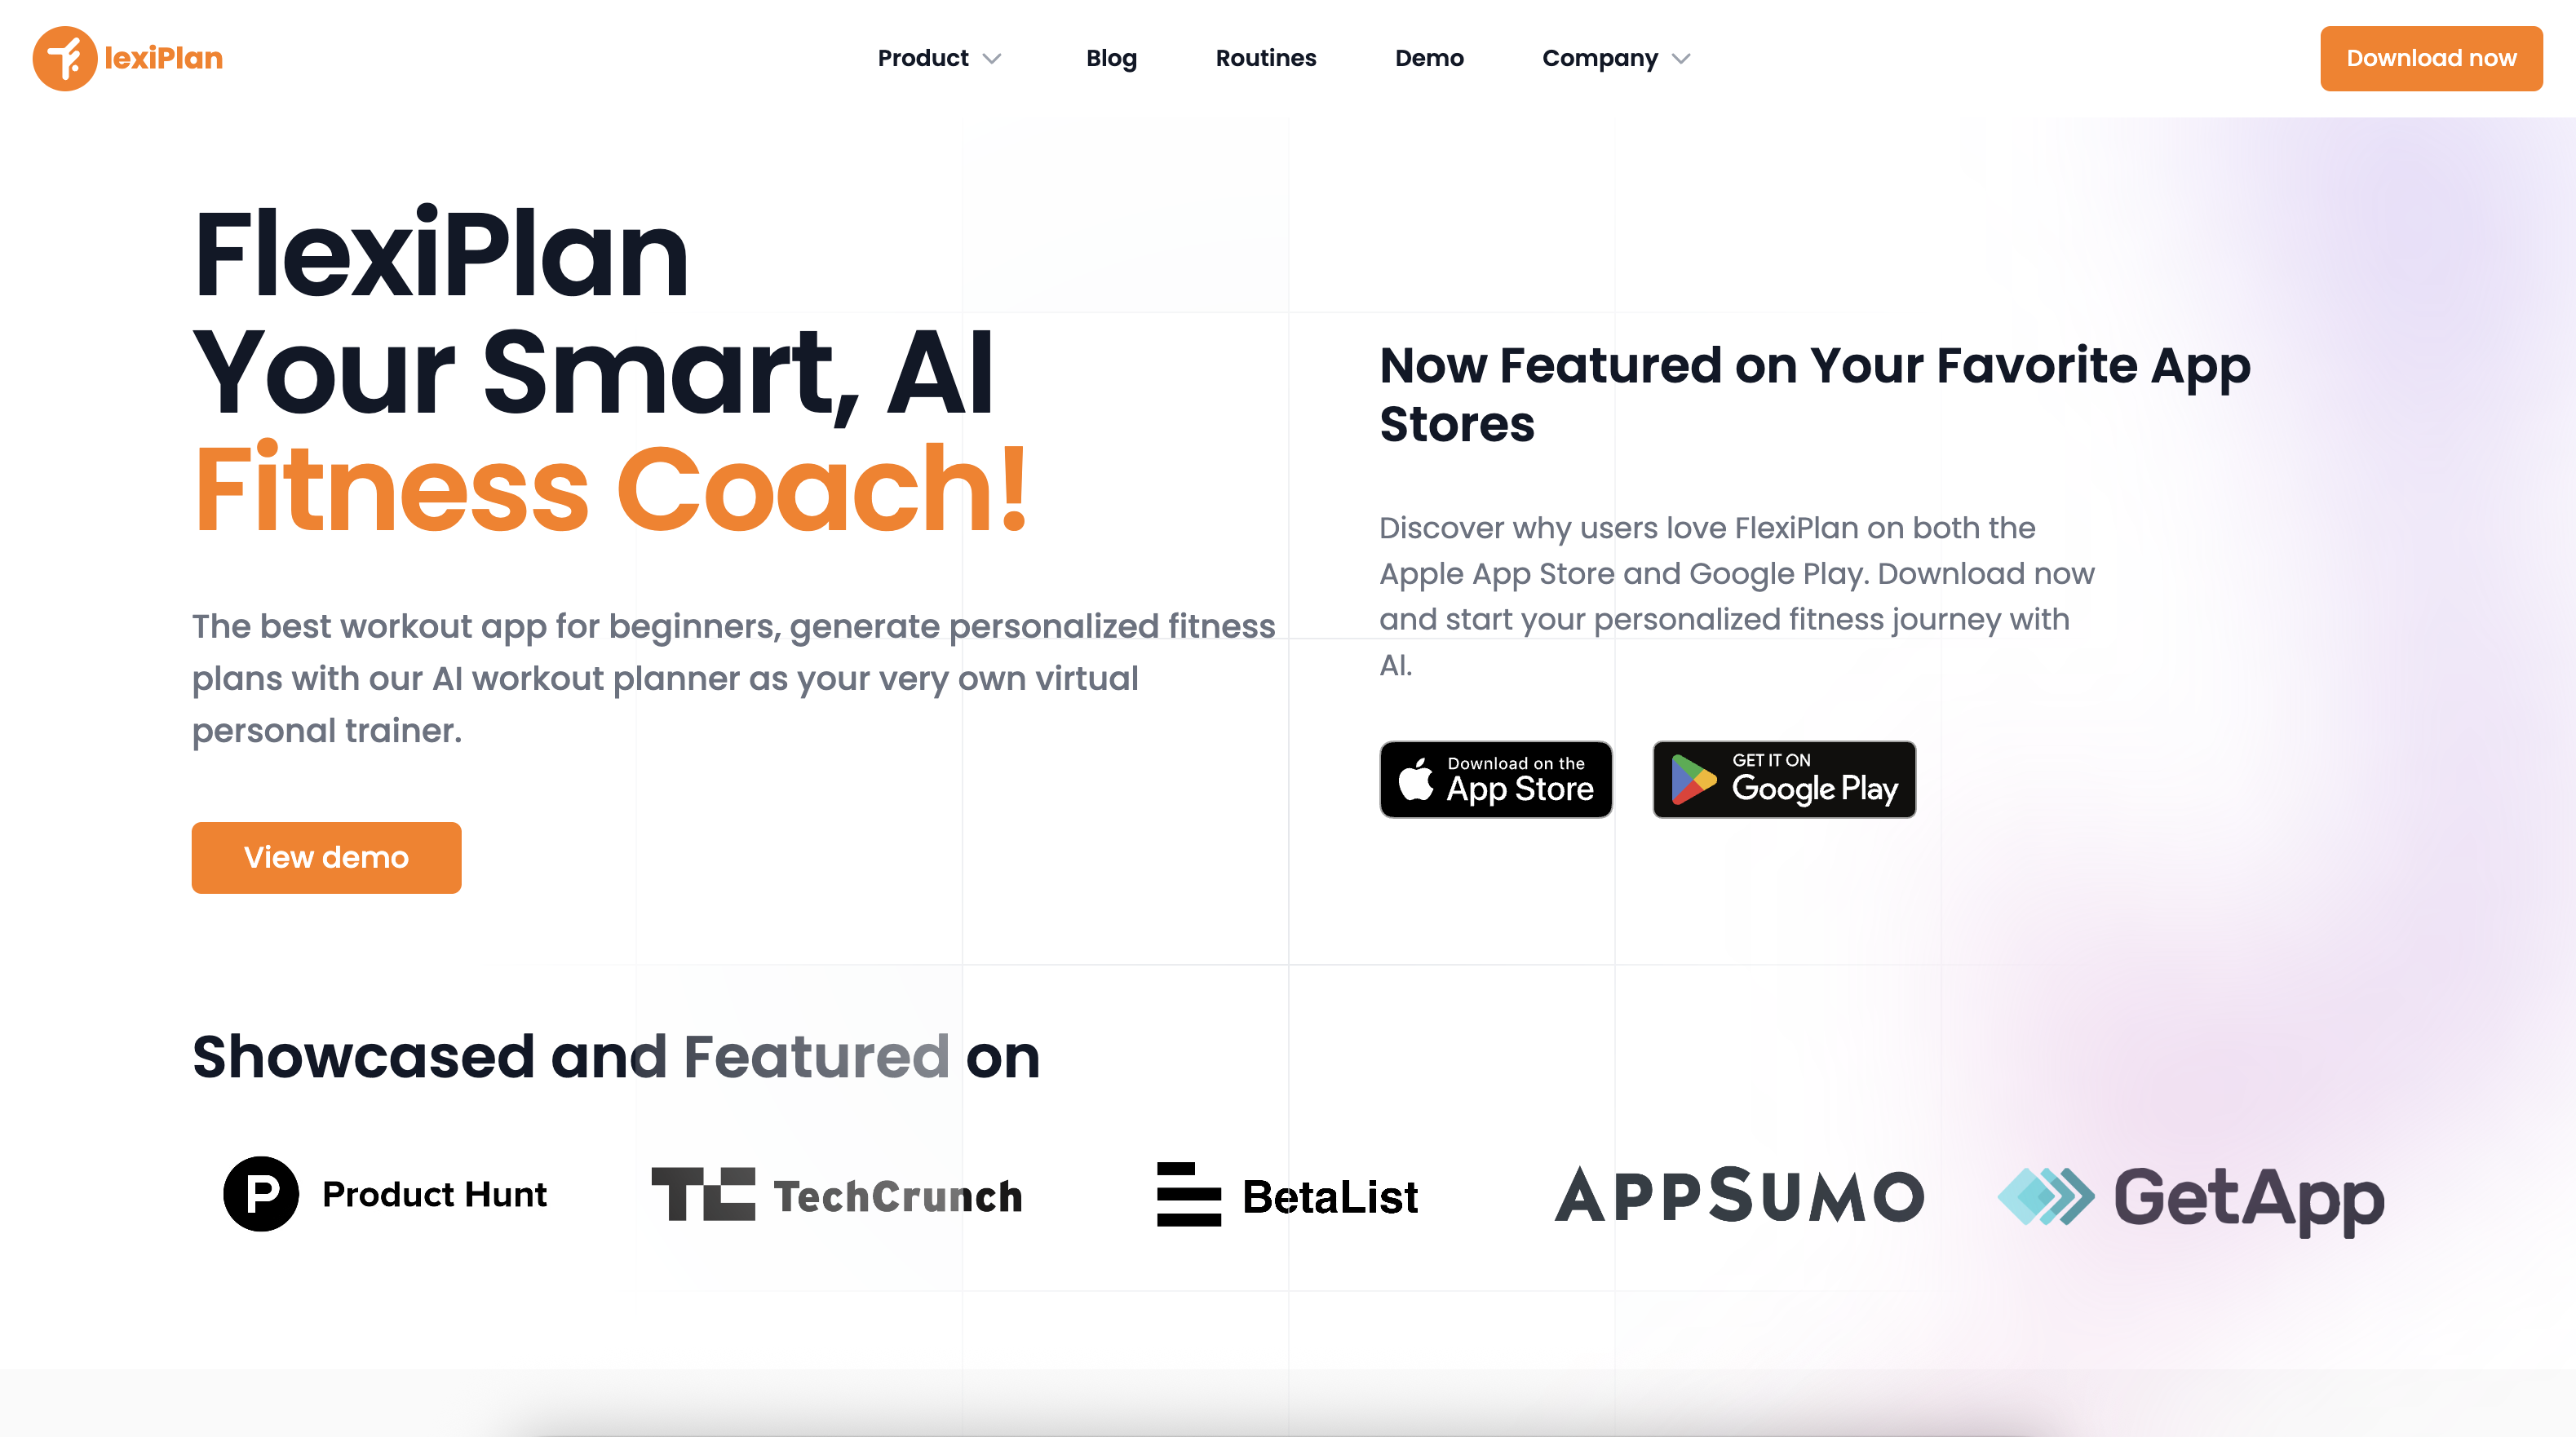 lexiPlan
Product
Blog
Routines
Demo
Company
Download now
FlexiPlan
Your Smart, AI
Fitness Coach!
The best workout app for beginners, generate personalized fitness
plans with our AI workout planner as your very own virtual
personal trainer.
View demo
Now Featured on Your Favorite App
Stores
Discover why users love FlexiPlan on both the
Apple App Store and Google Play. Download now
and start your personalized fitness journey with
AI.
Download on the
App Store
GET IT ON
Google Play
Showcased and Featured on
P
Product Hunt
TC
TechCrunch
BetaList
APPSUMO
GetApp